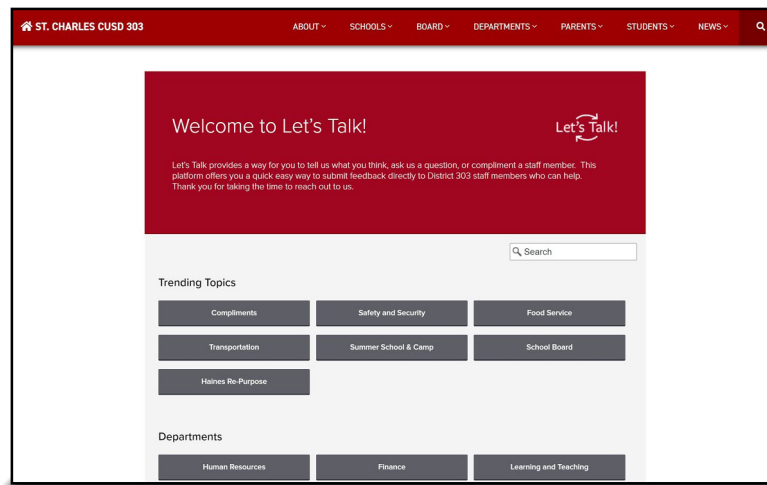 ST. CHARLES CUSD 303 ABOUT SCHOOLS BOARD DEPARTMENTS PARENTS STUDENTS NEWS
Welcome to Let's Talk!
Let's Talk!
Let's Talk provides a way for you to tell us what you think, ask us a question, or compliment a staff member. This
platform offers you a quick easy way to submit feedback directly to District 303 staff members who can help.
Thank you for taking the time to reach out to us.
Search
Trending Topics
Compliments Safety and Security Food Service
Transportation Summer School & Camp School Board
Haines Re-Purpose
Departments
Human Resources Finance Learning and Teaching